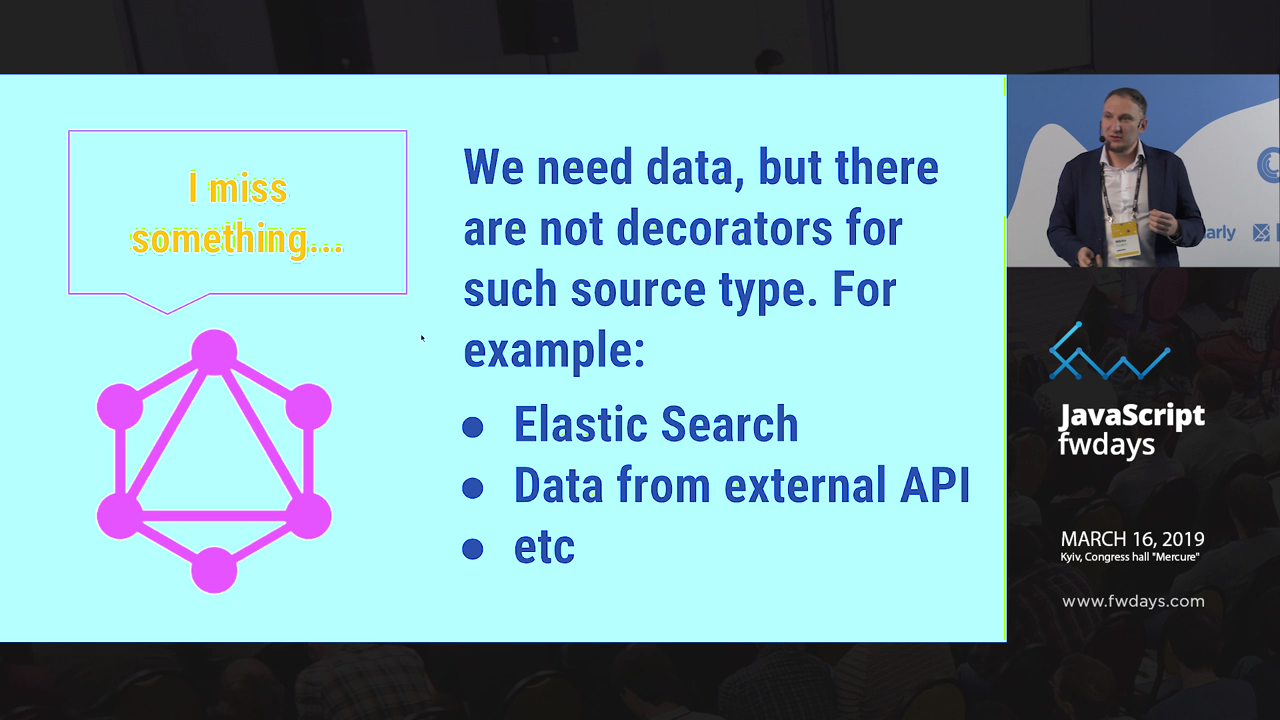 I miss
something...
We need data, but there
are not decorators for
such source type. For
example:
● Elastic Search
● Data from external API
● etc
arly
JavaScript
fwdays
MARCH 16, 2019
Kyiv, Congress hall "Mercure"
www.fwdays.com